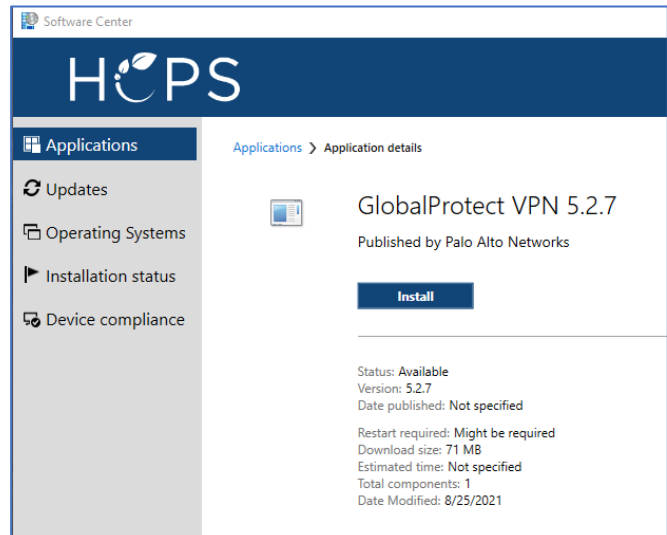 Software Center
HCPS
Applications
Updates
Operating Systems
Installation status
Device compliance
Applications ❯ Application details
GlobalProtect VPN 5.2.7
Published by Palo Alto Networks
Install
Status: Available
Version: 5.2.7
Date published: Not specified
Restart required: Might be required
Download size: 71 MB
Estimated time: Not specified
Total components: 1
Date Modified: 8/25/2021